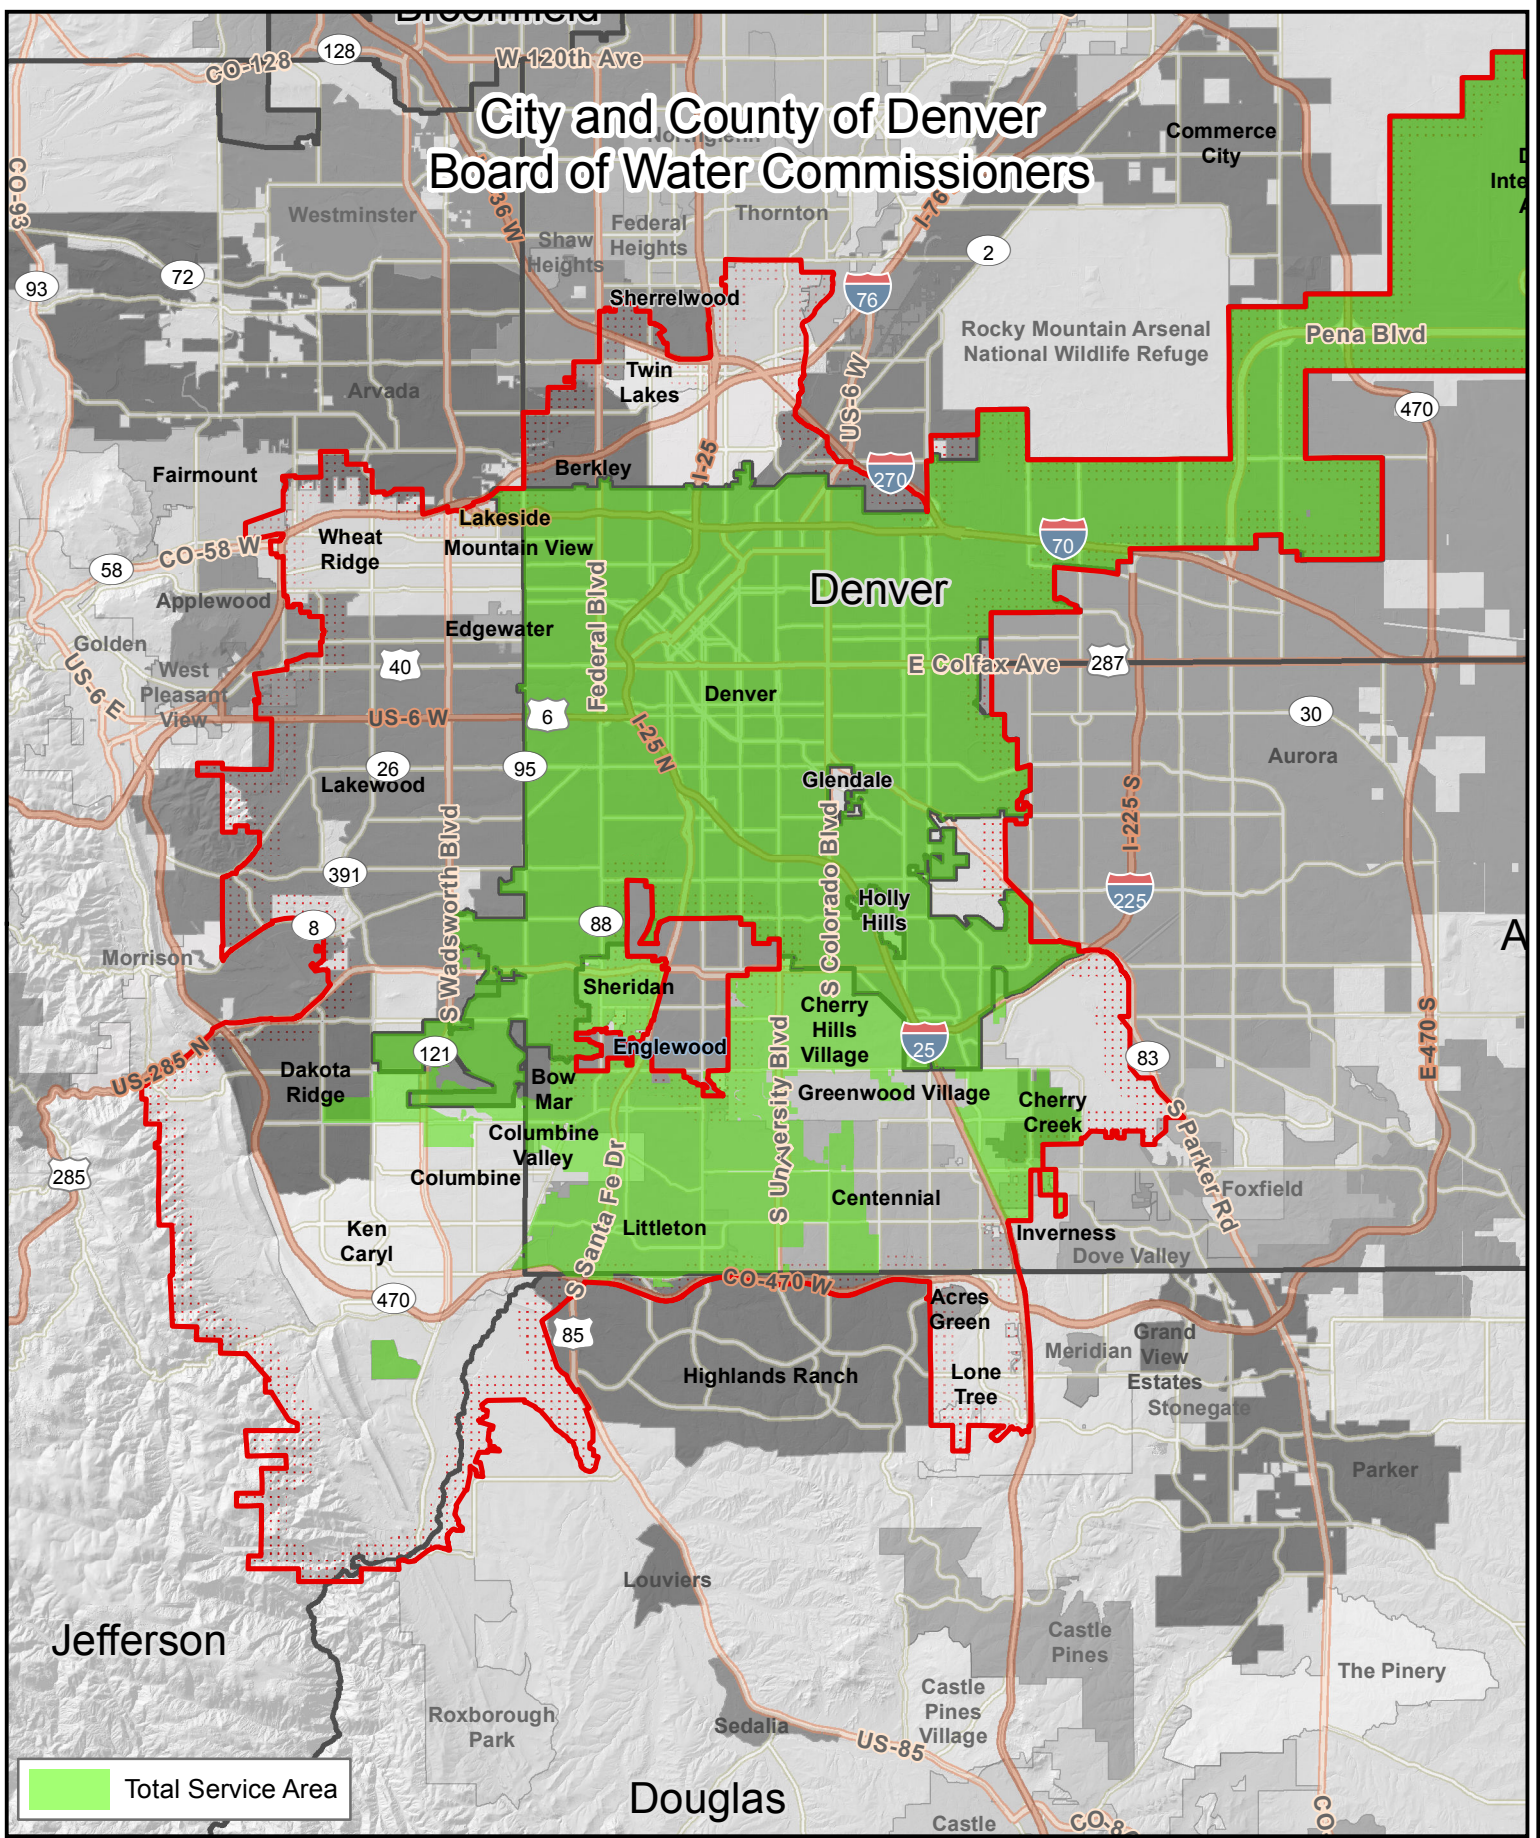 Broomfield
128
CO-128
W 120th Ave
City and County of Denver
Board of Water Commissioners
Northglenn
Commerce
City
CO-93
Westminster
36 W
Federal
Heights
Thornton
I-76
Shaw
Heights
2
72
93
Sherrelwood
76
Rocky Mountain Arsenal
National Wildlife Refuge
Pena Blvd
Twin
Lakes
Arvada
US-6 W
470
Fairmount
Berkley
I-25
270
Lakeside
Wheat
Ridge
Mountain View
CO-58 W
70
58
Denver
Applewood
Federal Blvd
Edgewater
Golden
40
E Colfax Ave
287
West
Pleasant
View
US-6 E
Denver
US-6 W
6
30
I-25 N
Aurora
26
95
Lakewood
Glendale
I-225 S
S Wadsworth Blvd
S Colorado Blvd
391
225
Holly
Hills
8
88
Morrison
Sheridan
Cherry
Hills
Village
E-470 S
121
Englewood
25
83
US-285 N
Dakota
Ridge
Bow
Mar
S University Blvd
Greenwood Village
Cherry
Creek
Columbine
Valley
S Parker Rd
285
Columbine
S Santa Fe Dr
Centennial
Foxfield
Ken
Caryl
Littleton
Inverness
Dove Valley
CO-470 W
470
Acres
Green
85
Meridian
Grand
View
Estates
Highlands Ranch
Lone
Tree
Stonegate
Parker
Louviers
Jefferson
Castle
Pines
The Pinery
Castle
Pines
Village
Roxborough
Park
Sedalia
US-85
Total Service Area
Douglas
Castle